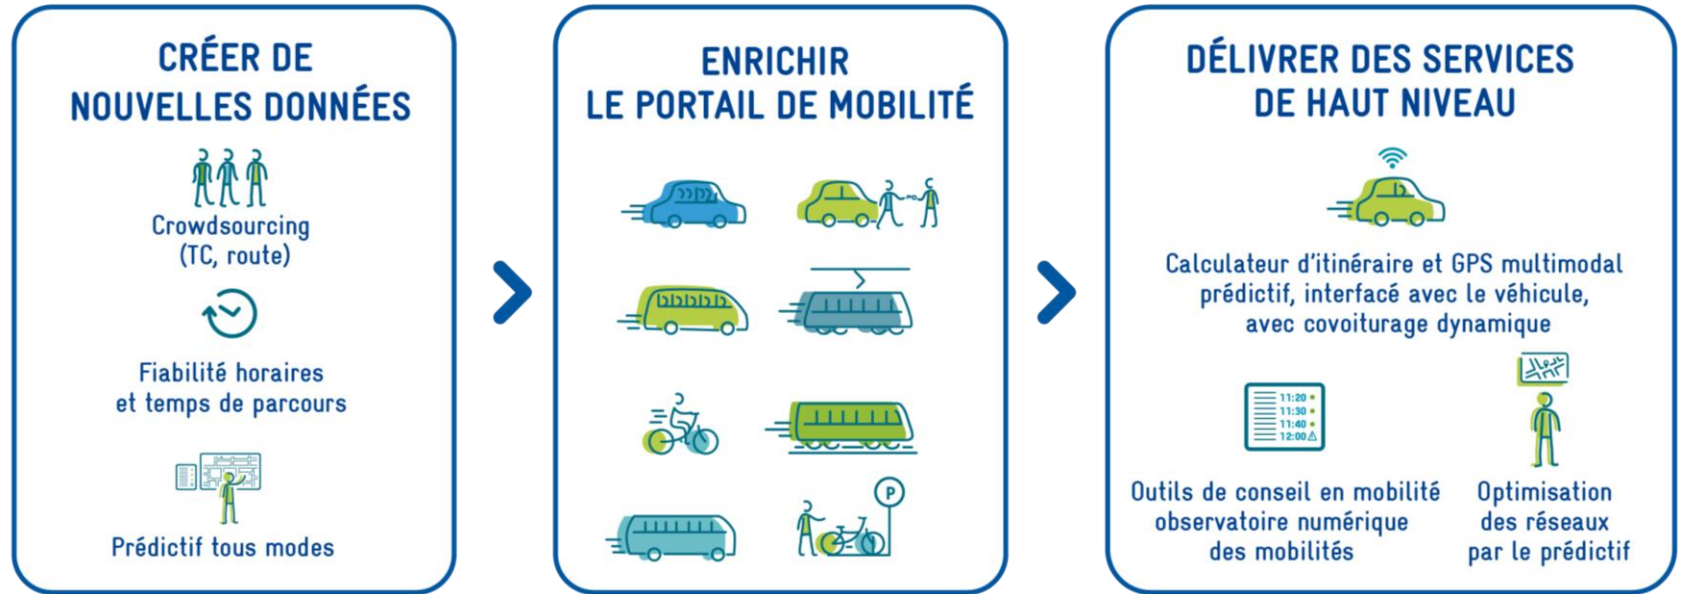 CRÉER DE
NOUVELLES DONNÉES
Crowdsourcing
(TC, route)
Fiabilité horaires
et temps de parcours
Prédictif tous modes
ENRICHIR
LE PORTAIL DE MOBILITÉ
P
DÉLIVRER DES SERVICES
DE HAUT NIVEAU
Calculateur d'itinéraire et GPS multimodal
prédictif, interfacé avec le véhicule,
avec covoiturage dynamique
11:20
11:30
11:40
12:00
Outils de conseil en mobilité
observatoire numérique
des mobilités
Optimisation
des réseaux
par le prédictif